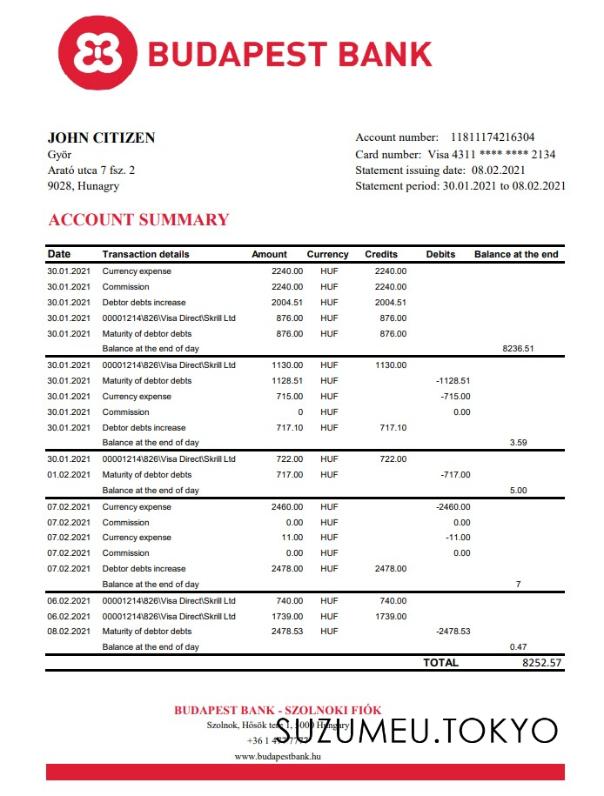 BUDAPEST BANK
JOHN CITIZEN
Győr
Arató utca 7 fsz. 2
9028, Hunagry
Account number: 11811174216304
Card number: Visa 4311 **** **** 2134
Statement issuing date: 08.02.2021
Statement period: 30.01.2021 to 08.02.2021
ACCOUNT SUMMARY
Date Transaction details Amount Currency Credits Debits Balance at the end
30.01.2021 Currency expense 2240.00 HUF 2240.00
30.01.2021 Commission 2240.00 HUF 2240.00
30.01.2021 Debtor debts increase 2004.51 HUF 2004.51
30.01.2021 00001214\826\Visa Direct\Skrill Ltd 876.00 HUF 876.00
30.01.2021 Maturity of debtor debts 876.00 HUF 876.00
Balance at the end of day 8236.51
30.01.2021 00001214\826\Visa Direct\Skrill Ltd 1130.00 HUF 1130.00
30.01.2021 Maturity of debtor debts 1128.51 HUF -1128.51
30.01.2021 Currency expense 715.00 HUF -715.00
30.01.2021 Commission 0 HUF 0.00
30.01.2021 Debtor debts increase 717.10 HUF 717.10
Balance at the end of day 3.59
30.01.2021 00001214\826\Visa Direct\Skrill Ltd 722.00 HUF 722.00
01.02.2021 Maturity of debtor debts 717.00 HUF -717.00
Balance at the end of day 5.00
07.02.2021 Currency expense 2460.00 HUF -2460.00
07.02.2021 Commission 0.00 HUF 0.00
07.02.2021 Currency expense 11.00 HUF -11.00
07.02.2021 Commission 0.00 HUF 0.00
07.02.2021 Debtor debts increase 2478.00 HUF 2478.00
Balance at the end of day 7
06.02.2021 00001214\826\Visa Direct\Skrill Ltd 740.00 HUF 740.00
06.02.2021 00001214\826\Visa Direct\Skrill Ltd 1739.00 HUF 1739.00
08.02.2021 Maturity of debtor debts 2478.53 HUF -2478.53
Balance at the end of day 0.47
TOTAL 8252.57
BUDAPEST BANK - SZOLNOKI FIÓK
Szolnok, Hősök tere 1, 5000 Hungary
SUZUMEU.TOKYO
+36 1
www.budapestbank.hu